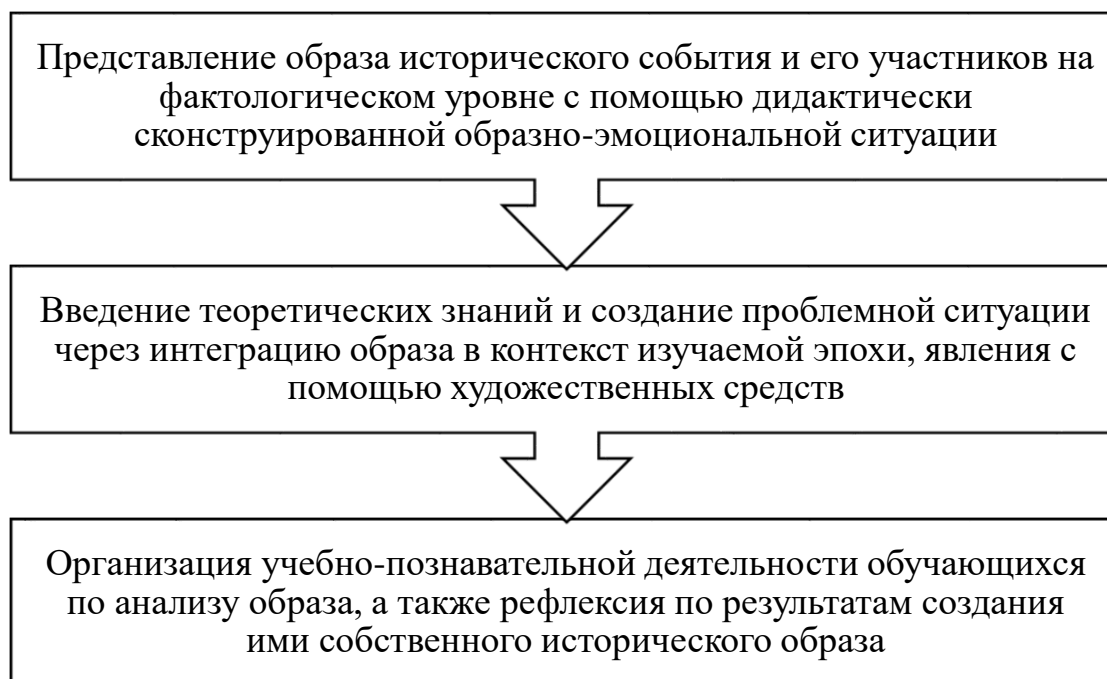 Представление образа исторического события и его участников на
фактологическом уровне с помощью дидактически
сконструированной образно-эмоциональной ситуации
Введение теоретических знаний и создание проблемной ситуации
через интеграцию образа в контекст изучаемой эпохи, явления с
помощью художественных средств
Организация учебно-познавательной деятельности обучающихся
по анализу образа, а также рефлексия по результатам создания
ими собственного исторического образа